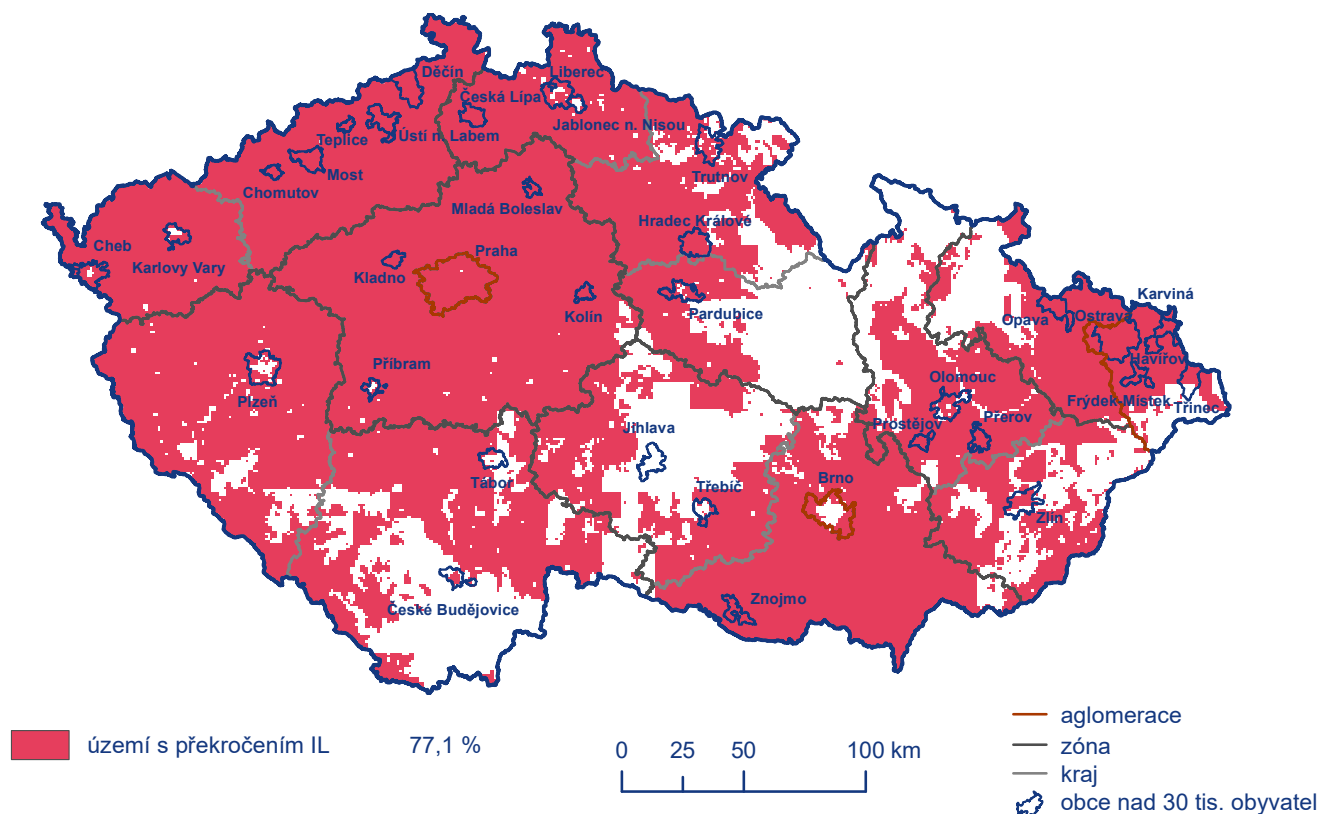 Děčín
Liberec
Česká Lípa
Jablonec n. Nisou
Teplice
Ústí n. Labem
Most
Chomutov
Trutnov
Mladá Boleslav
Hradec Králové
Cheb
Karlovy Vary
Kladno
Praha
Kolín
Pardubice
Karviná
Opava
Ostrava
Havířov
Příbram
Plzeň
Olomouc
Frýdek-Místek
Třinec
Prostějov
Přerov
Jihlava
Tábor
Třebíč
Brno
Zlín
České Budějovice
Znojmo
území s překročením IL 77,1 %
0 25 50 100 km
aglomerace
zóna
kraj
obce nad 30 tis. obyvatel